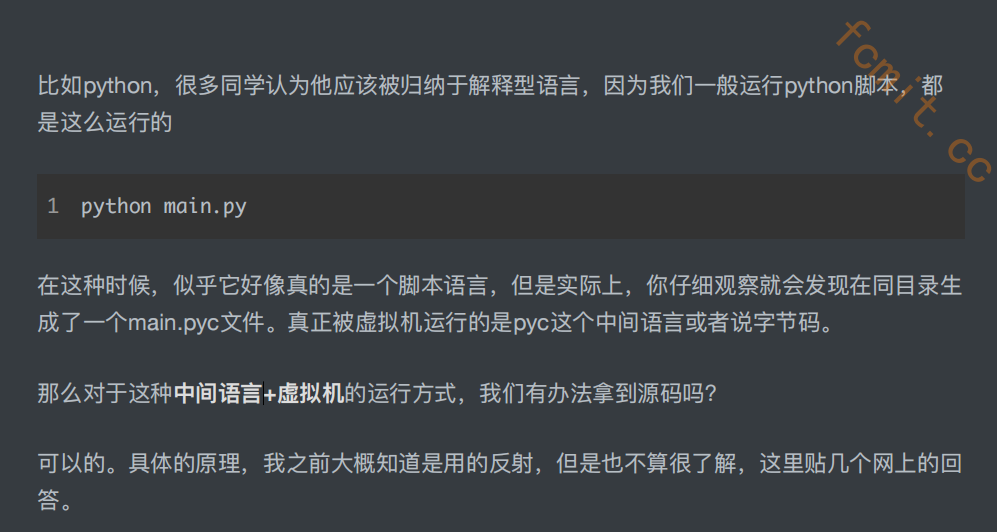 fcmit.cc
比如python，很多同学认为他应该被归纳于解释型语言，因为我们一般运行python脚本，都
是这么运行的
1 python main.py
在这种时候，似乎它好像真的是一个脚本语言，但是实际上，你仔细观察就会发现在同目录生
成了一个main.pyc文件。真正被虚拟机运行的是pyc这个中间语言或者说字节码。
那么对于这种中间语言+虚拟机的运行方式，我们有办法拿到源码吗？
可以的。具体的原理，我之前大概知道是用的反射，但是也不算很了解，这里贴几个网上的回
答。